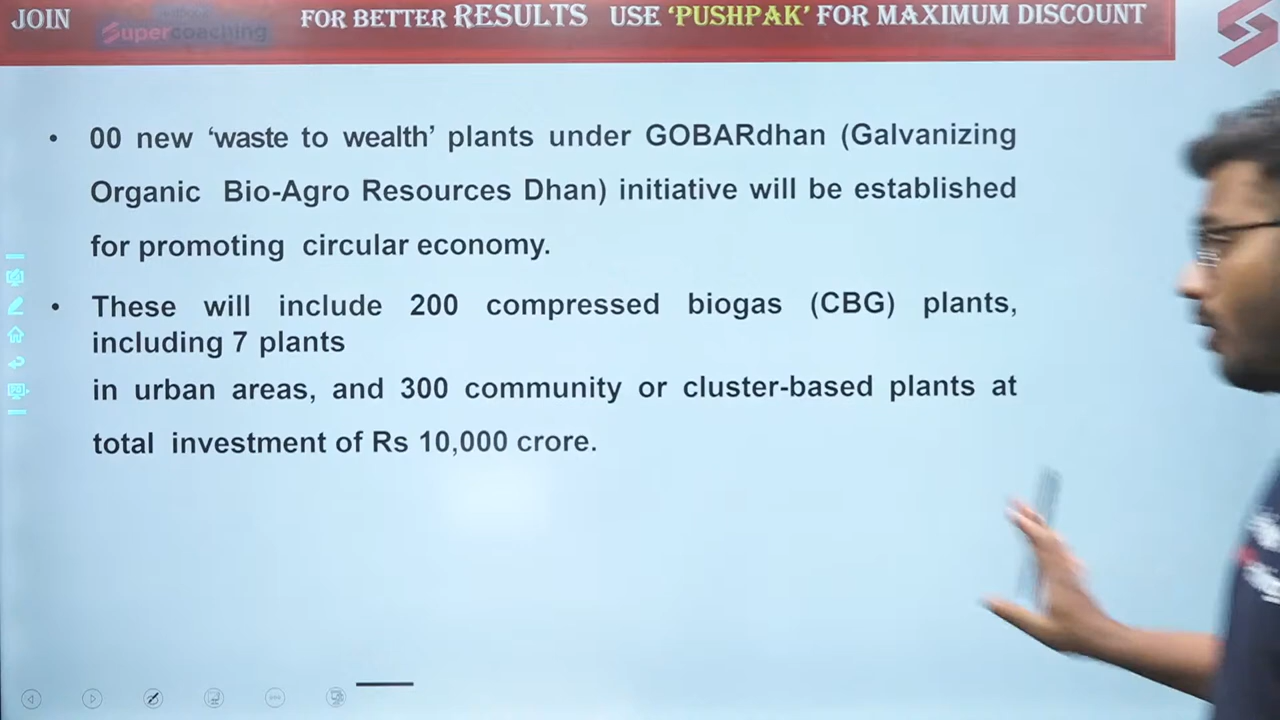 JOIN Supercoaching FOR BETTER RESULTS USE ‘PUSHPAK’ FOR MAXIMUM DISCOUNT
• 00 new ‘waste to wealth’ plants under GOBARdhan (Galvanizing
Organic Bio-Agro Resources Dhan) initiative will be established
for promoting circular economy.
• These will include 200 compressed biogas (CBG) plants,
including 7 plants
in urban areas, and 300 community or cluster-based plants at
total investment of Rs 10,000 crore.